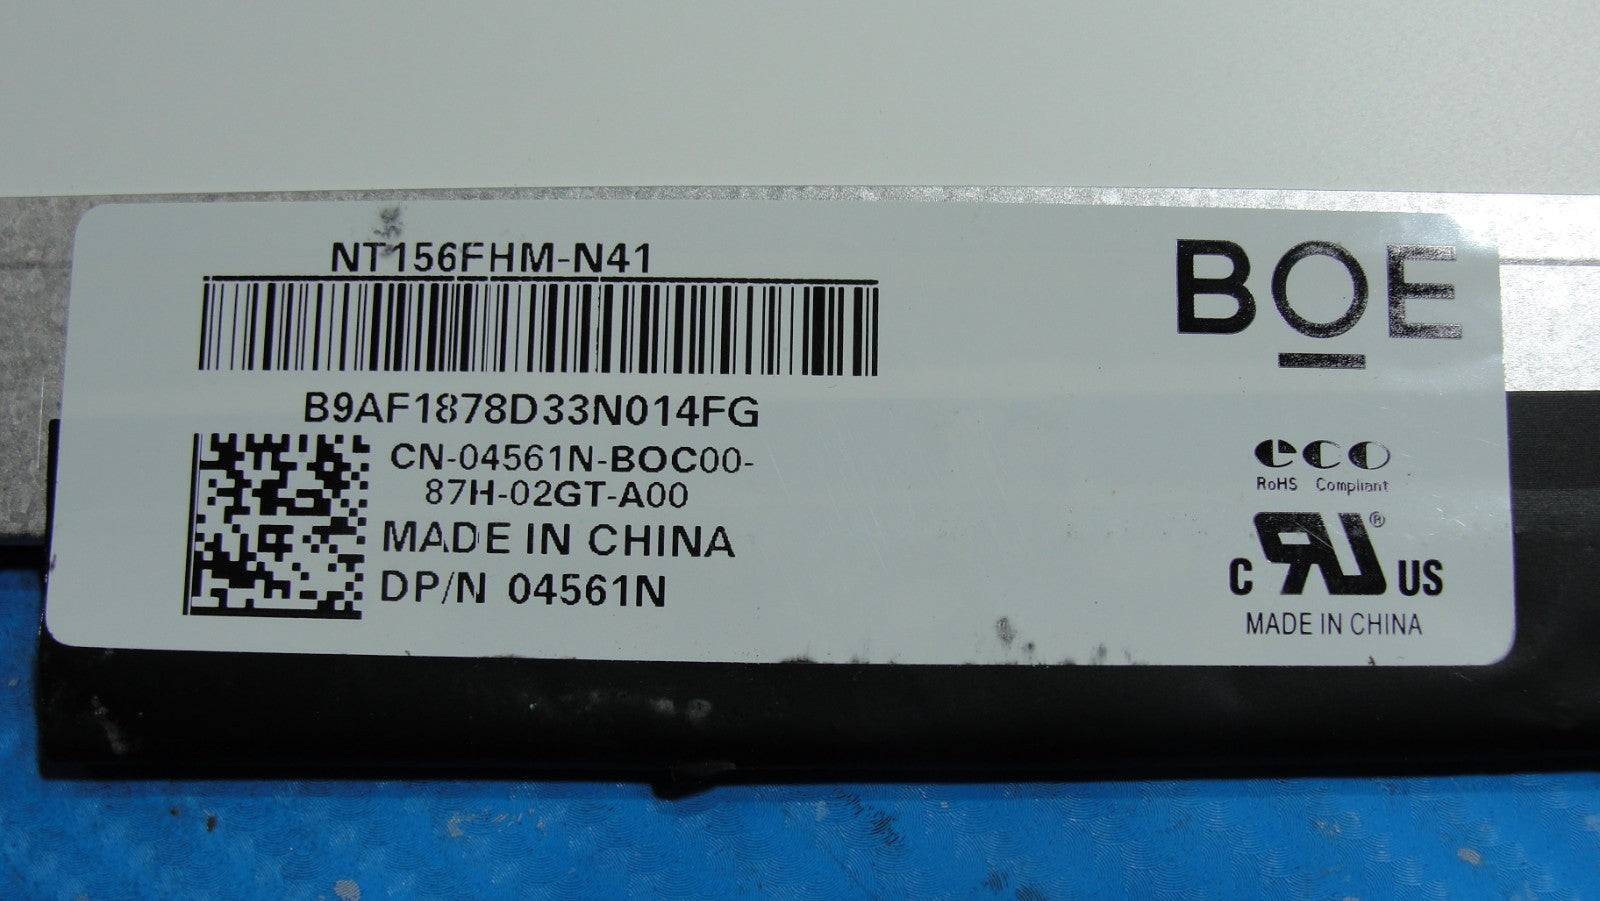 NT156FHM-N41
B9AF1878D33N014FG
CN-04561N-BOC00-
87H-02GT-A00
MADE IN CHINA
DP/N 04561N
BOE
eco
RoHS Compliant
C RU® US
MADE IN CHINA